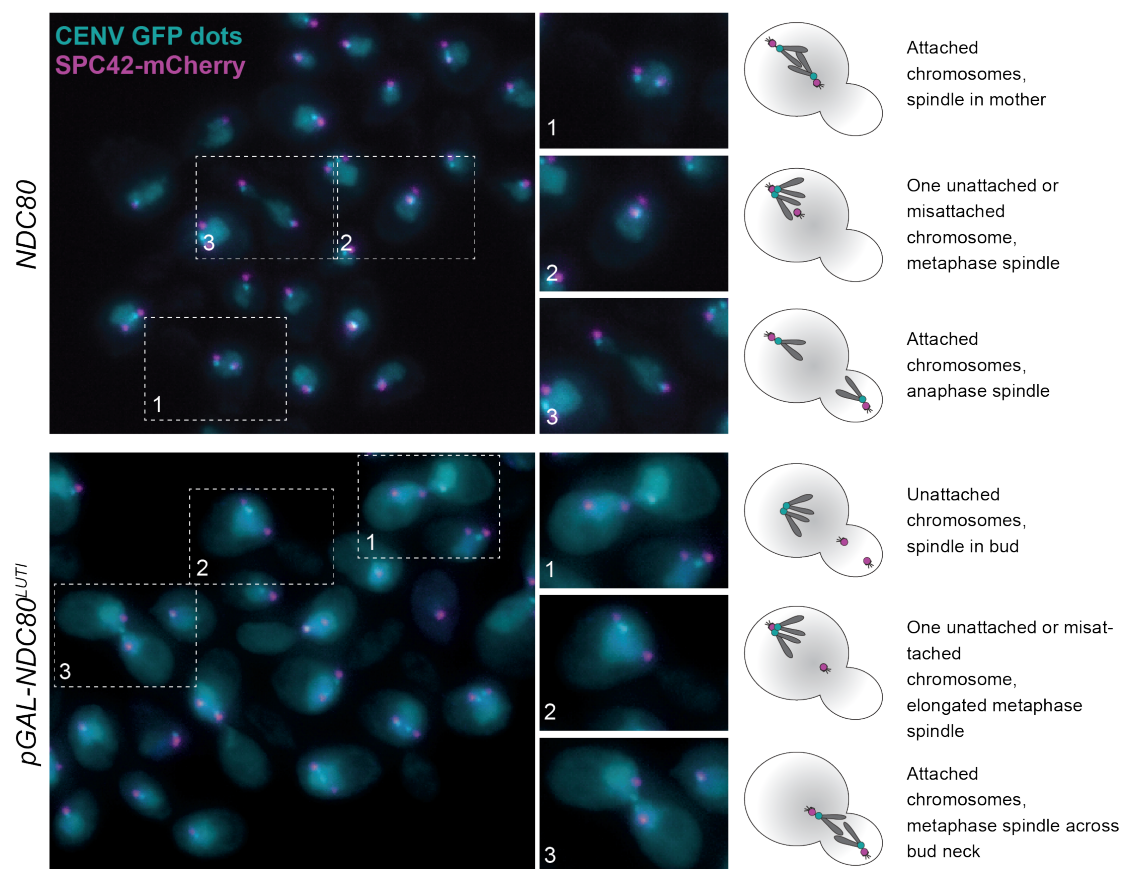 CENV GFP dots
SPC42-mCherry
NDC80
3
2
1
1
2
3
Attached
chromosomes,
spindle in mother
One unattached or
misattached
chromosome,
metaphase spindle
Attached
chromosomes,
anaphase spindle
pGAL-NDC80LUTI
1
2
3
1
2
3
Unattached
chromosomes,
spindle in bud
One unattached or misat-
tached
chromosome,
elongated metaphase
spindle
Attached
chromosomes,
metaphase spindle across
bud neck